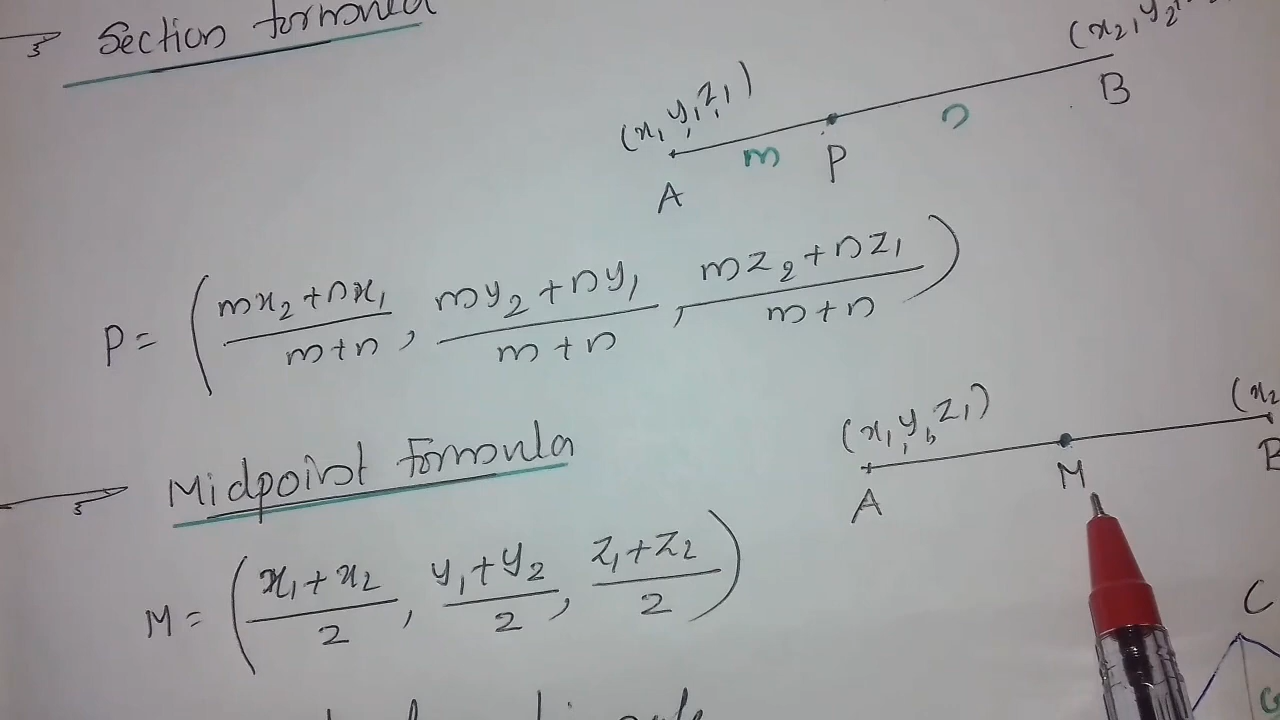 Section formula
(x₁, y₁, z₁)
(x₂, y₂
A
m
P
n
B
P = ( (mx₂+nx₁)/(m+n) , (my₂+ny₁)/(m+n) , (mz₂+nz₁)/(m+n) )
Midpoint formula
(x₁, y₁, z₁)
(x₂
A
M
B
M = ( (x₁+x₂)/2 , (y₁+y₂)/2 , (z₁+z₂)/2 )
C
G